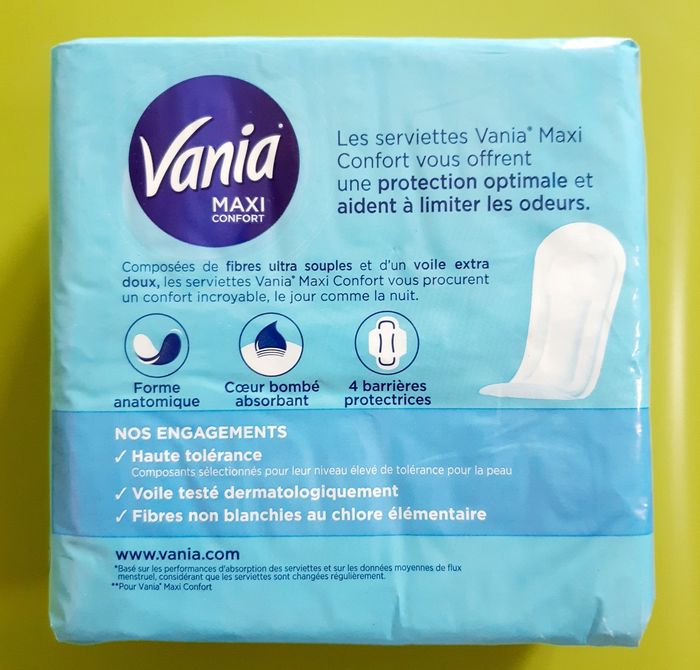 Vania®
MAXI
CONFORT
Les serviettes Vania® Maxi
Confort vous offrent
une protection optimale et
aident à limiter les odeurs.
Composées de fibres ultra souples et d'un voile extra
doux, les serviettes Vania® Maxi Confort vous procurent
un confort incroyable, le jour comme la nuit.
Forme
anatomique
Cœur bombé
absorbant
4 barrières
protectrices
NOS ENGAGEMENTS
✓ Haute tolérance
Composants sélectionnés pour leur niveau élevé de tolérance pour la peau
✓ Voile testé dermatologiquement
✓ Fibres non blanchies au chlore élémentaire
www.vania.com
*Basé sur les performances d'absorption des serviettes et sur les données moyennes de flux
menstruel, considérant que les serviettes sont changées régulièrement.
**Pour Vania® Maxi Confort